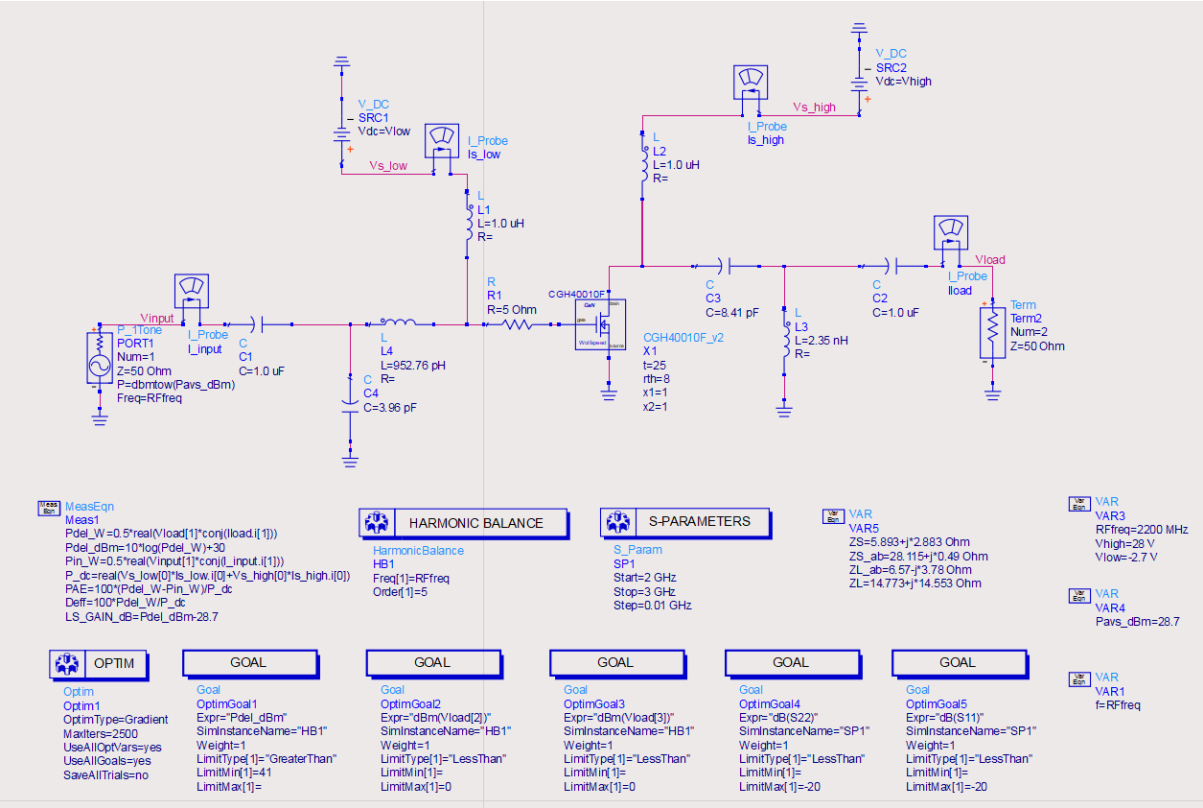 V_DC
SRC1
Vdc=Vlow
Vs_low
I_Probe
Is_low
L
L1
L=1.0 uH
R=
V_DC
SRC2
Vdc=Vhigh
Vs_high
I_Probe
Is_high
L
L2
L=1.0 uH
R=
Vinput
P_1Tone
PORT1
Num=1
Z=50 Ohm
P=dbmtow(Pavs_dBm)
Freq=RFfreq
I_Probe
I_input
C
C1
C=1.0 uF
L
L4
L=952.76 pH
R=
C
C4
C=3.96 pF
R
R1
R=5 Ohm
CGH40010F
GaN
Wolfspeed
CGH40010F_v2
X1
t=25
rth=8
x1=1
x2=1
C
C3
C=8.41 pF
L
L3
L=2.35 nH
R=
C
C2
C=1.0 uF
I_Probe
Iload
Vload
Term
Term2
Num=2
Z=50 Ohm
Meas
Eqn
MeasEqn
Meas1
Pdel_W=0.5*real(Vload[1]*conj(Iload.i[1]))
Pdel_dBm=10*log(Pdel_W)+30
Pin_W=0.5*real(Vinput[1]*conj(I_input.i[1]))
P_dc=real(Vs_low[0]*Is_low.i[0]+Vs_high[0]*Is_high.i[0])
PAE=100*(Pdel_W-Pin_W)/P_dc
Deff=100*Pdel_W/P_dc
LS_GAIN_dB=Pdel_dBm-28.7
HARMONIC BALANCE
HarmonicBalance
HB1
Freq[1]=RFfreq
Order[1]=5
S-PARAMETERS
S_Param
SP1
Start=2 GHz
Stop=3 GHz
Step=0.01 GHz
Var
Eqn
VAR
VAR5
ZS=5.893+j*2.883 Ohm
ZS_ab=28.115+j*0.49 Ohm
ZL_ab=6.57-j*3.78 Ohm
ZL=14.773+j*14.553 Ohm
Var
Eqn
VAR
VAR3
RFfreq=2200 MHz
Vhigh=28 V
Vlow=-2.7 V
Var
Eqn
VAR
VAR4
Pavs_dBm=28.7
Var
Eqn
VAR
VAR1
f=RFfreq
OPTIM
Optim
Optim1
OptimType=Gradient
MaxIters=2500
UseAllOptVars=yes
UseAllGoals=yes
SaveAllTrials=no
GOAL
Goal
OptimGoal1
Expr="Pdel_dBm"
SimInstanceName="HB1"
Weight=1
LimitType[1]="GreaterThan"
LimitMin[1]=41
LimitMax[1]=
GOAL
Goal
OptimGoal2
Expr="dBm(Vload[2])"
SimInstanceName="HB1"
Weight=1
LimitType[1]="LessThan"
LimitMin[1]=
LimitMax[1]=0
GOAL
Goal
OptimGoal3
Expr="dBm(Vload[3])"
SimInstanceName="HB1"
Weight=1
LimitType[1]="LessThan"
LimitMin[1]=
LimitMax[1]=0
GOAL
Goal
OptimGoal4
Expr="dB(S22)"
SimInstanceName="SP1"
Weight=1
LimitType[1]="LessThan"
LimitMin[1]=
LimitMax[1]=-20
GOAL
Goal
OptimGoal5
Expr="dB(S11)"
SimInstanceName="SP1"
Weight=1
LimitType[1]="LessThan"
LimitMin[1]=
LimitMax[1]=-20